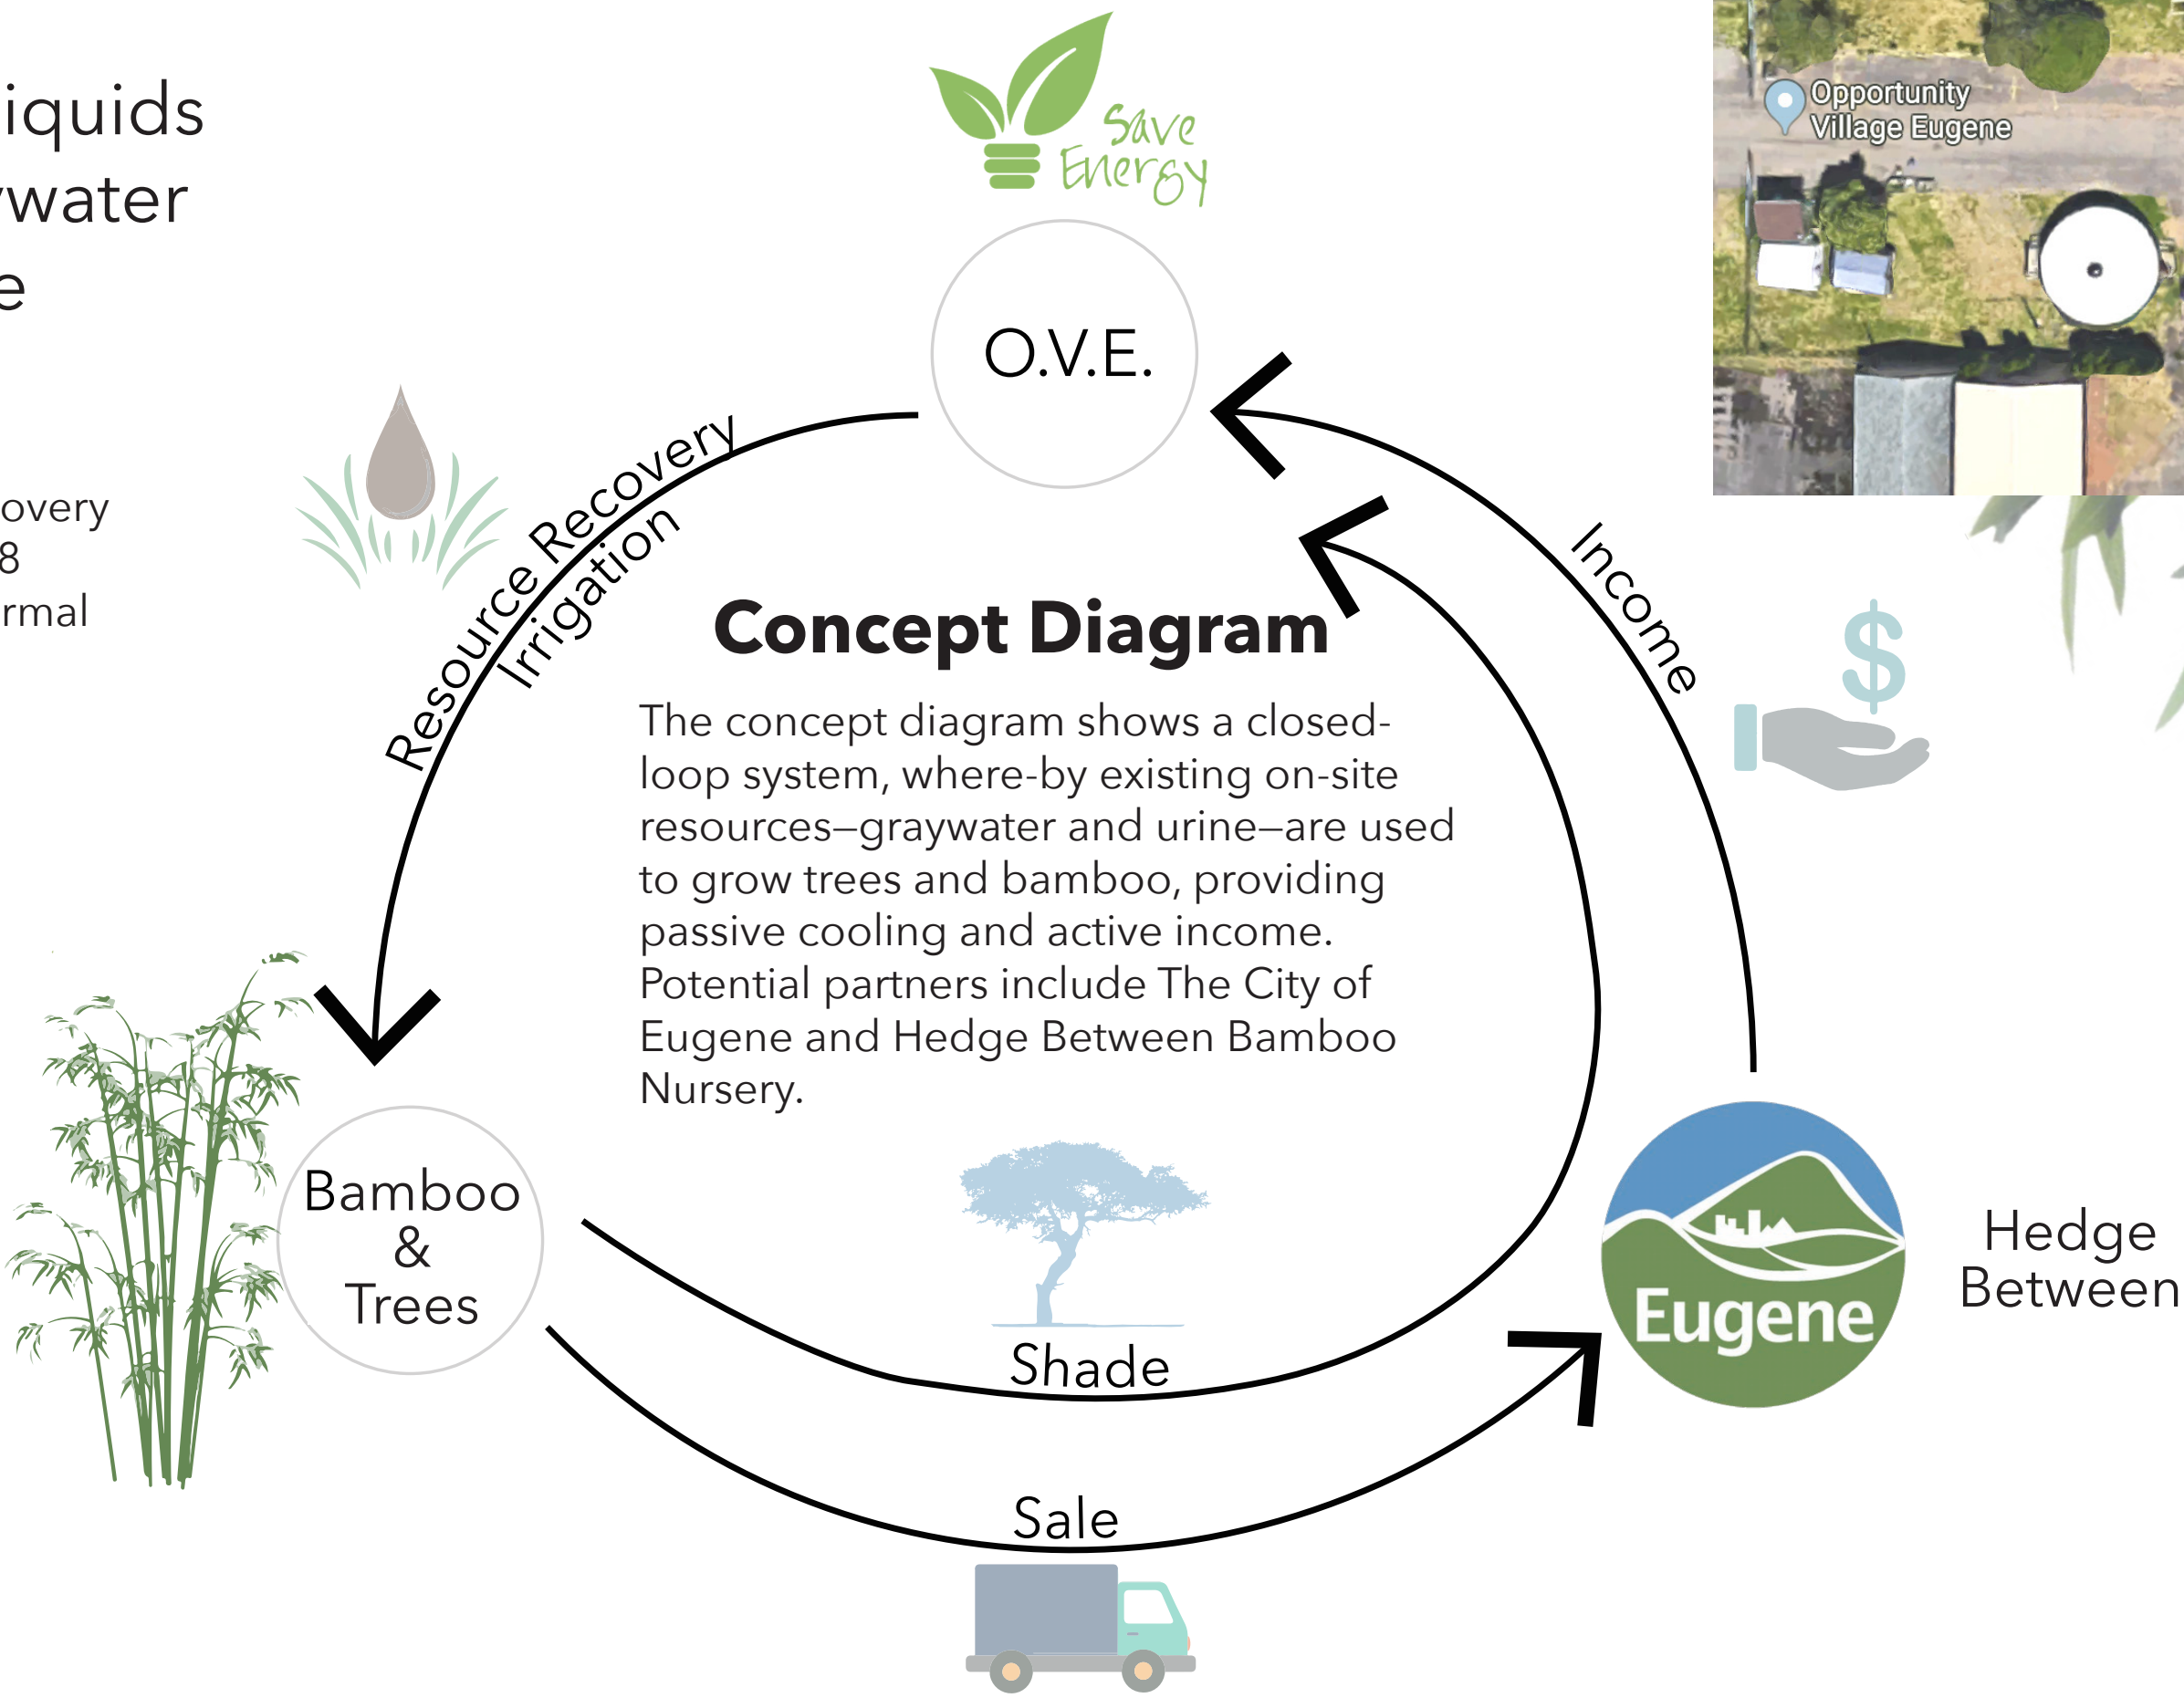 iquids
water
e
overy
8
rmal
Save
Energy
O.V.E.
Opportunity
Village Eugene
Resource Recovery
Irrigation
Income
Concept Diagram
The concept diagram shows a closed-
loop system, where-by existing on-site
resources—graywater and urine—are used
to grow trees and bamboo, providing
passive cooling and active income.
Potential partners include The City of
Eugene and Hedge Between Bamboo
Nursery.
$
Bamboo
&
Trees
Shade
Sale
Eugene
Hedge
Between